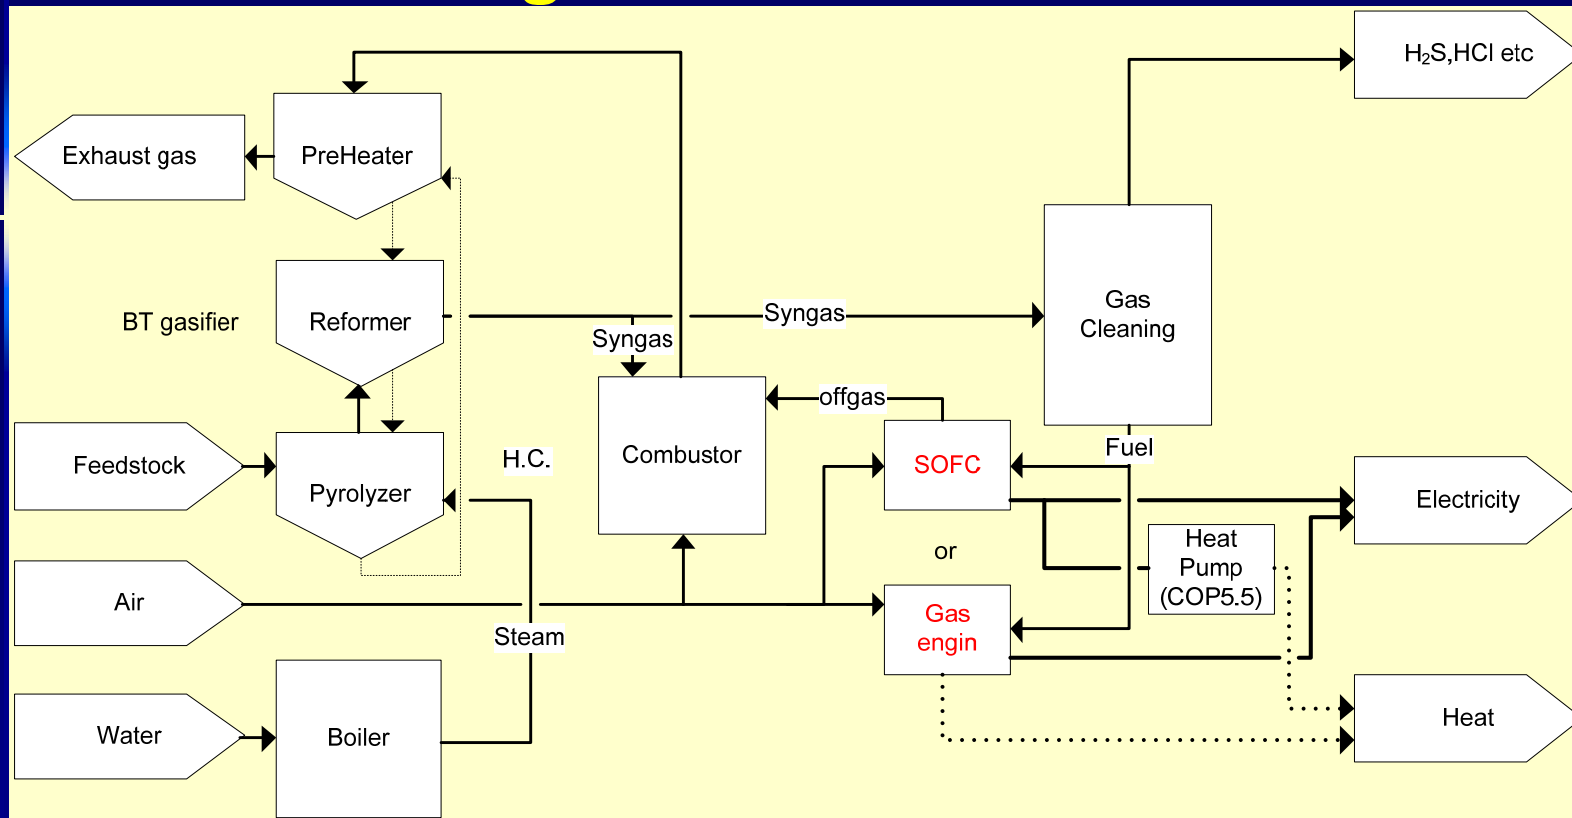 H₂S,HCl etc
Exhaust gas
PreHeater
BT gasifier
Reformer
Syngas
Syngas
Gas
Cleaning
offgas
Feedstock
Pyrolyzer
H.C.
Combustor
SOFC
Fuel
Electricity
or
Heat
Pump
(COP5.5)
Air
Steam
Gas
engin
Water
Boiler
Heat